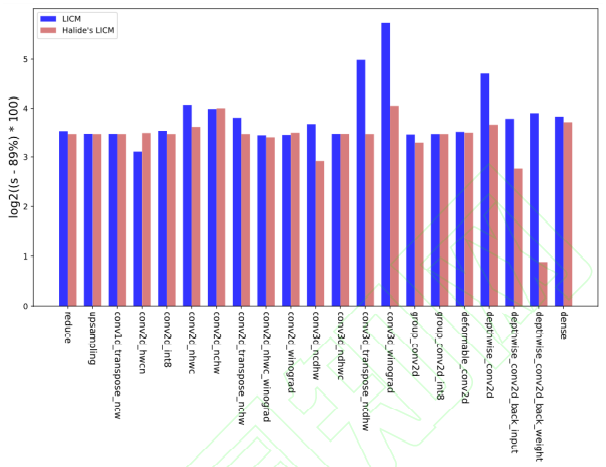 LICM
Halide's LICM
log2((s - 89%) * 100)
5
4
3
2
1
0
reduce
upsampling
conv1d_transpose_ncw
conv2d_hwcn
conv2d_int8
conv2d_nhwc
conv2d_nchw
conv2d_transpose_nchw
conv2d_nhwc_winograd
conv2d_winograd
conv3d_ncdhw
conv3d_ndhwc
conv3d_transpose_ncdhw
conv3d_winograd
group_conv2d
group_conv2d_int8
deformable_conv2d
depthwise_conv2d
depthwise_conv2d_back_input
depthwise_conv2d_back_weight
dense